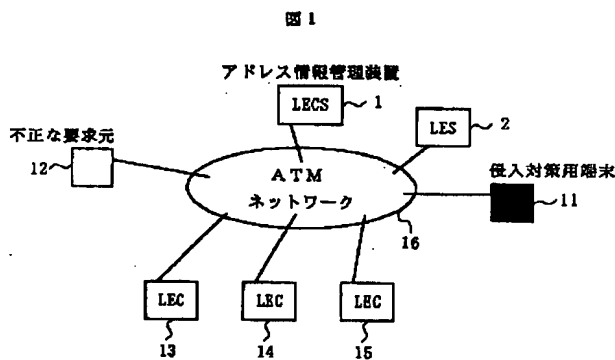 図1
アドレス情報管理装置
LECS
1
LES
2
不正な要求元
12
ATM
ネットワーク
侵入対策用端末
11
16
LEC
LEC
LEC
13
14
15